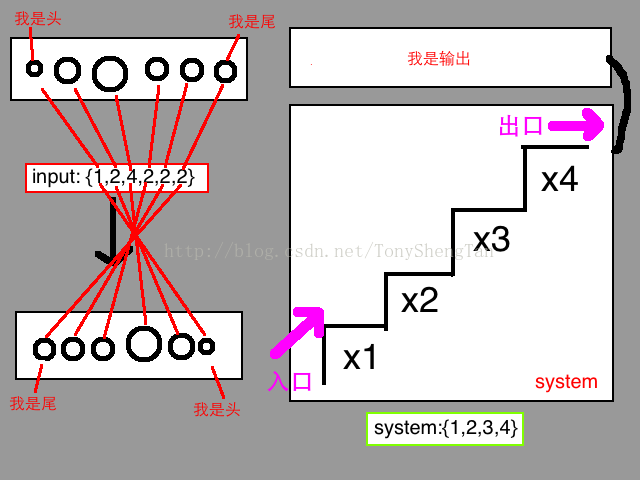 我是头
我是尾
input: {1,2,4,2,2,2}
我是尾
我是头
我是输出
出口
x4
x3
x2
x1
入口
system
system:{1,2,3,4}
http://blog.csdn.net/TonyShengTan